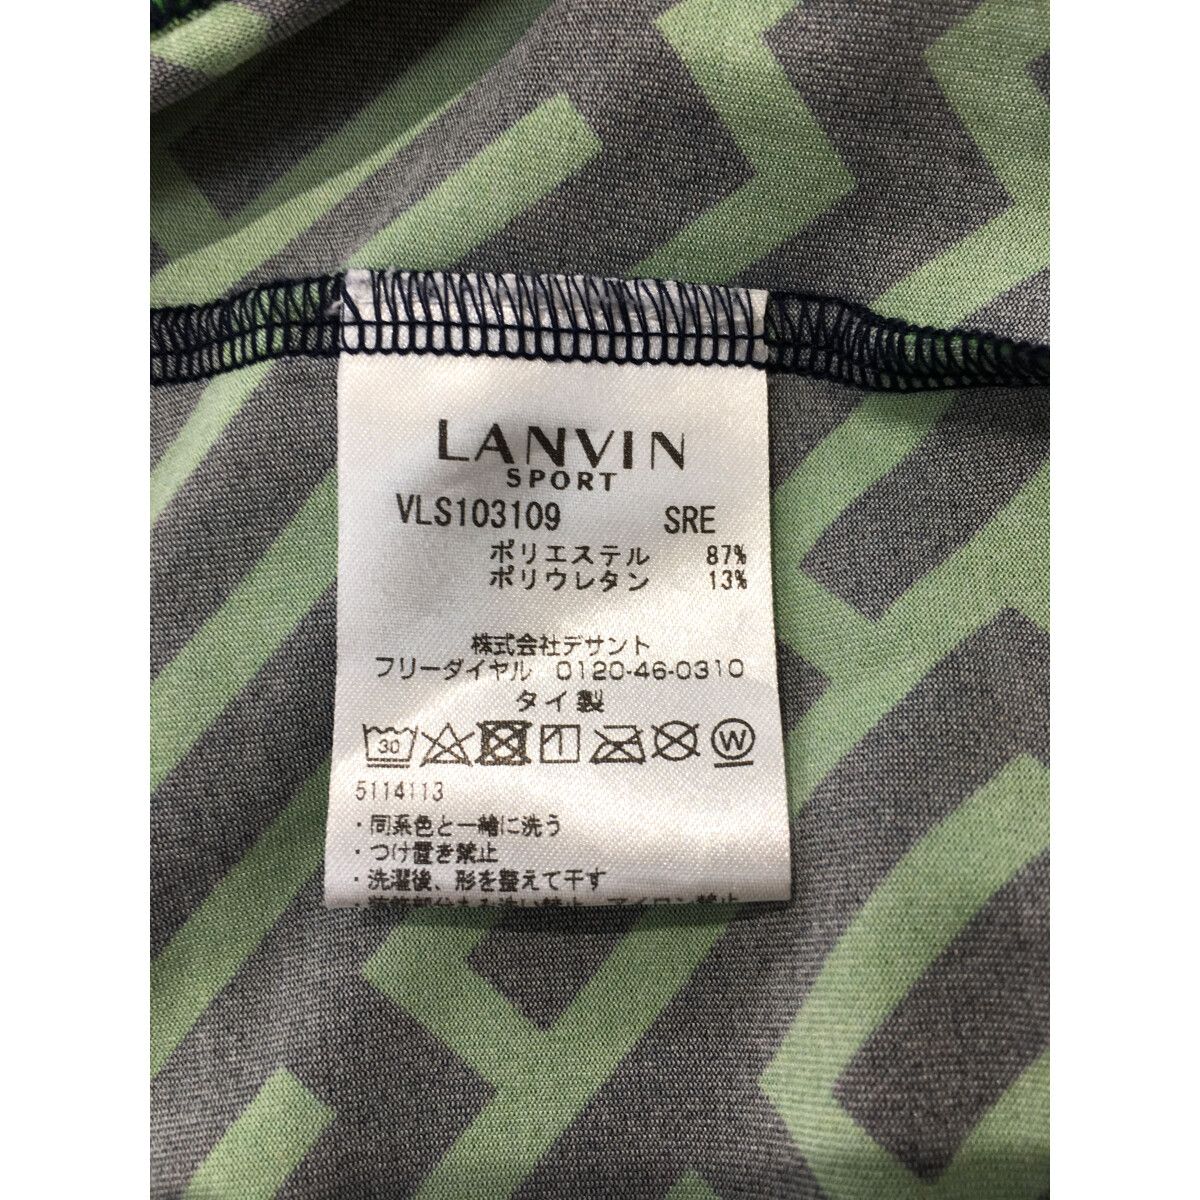 LANVIN
SPORT
VLS103109 SRE
ポリエステル 87%
ポリウレタン 13%
株式会社デサント
フリーダイヤル 0120-46-0310
タイ製
30 W
5114113
・同系色と一緒に洗う
・つけ置き禁止
・洗濯後、形を整えて干す